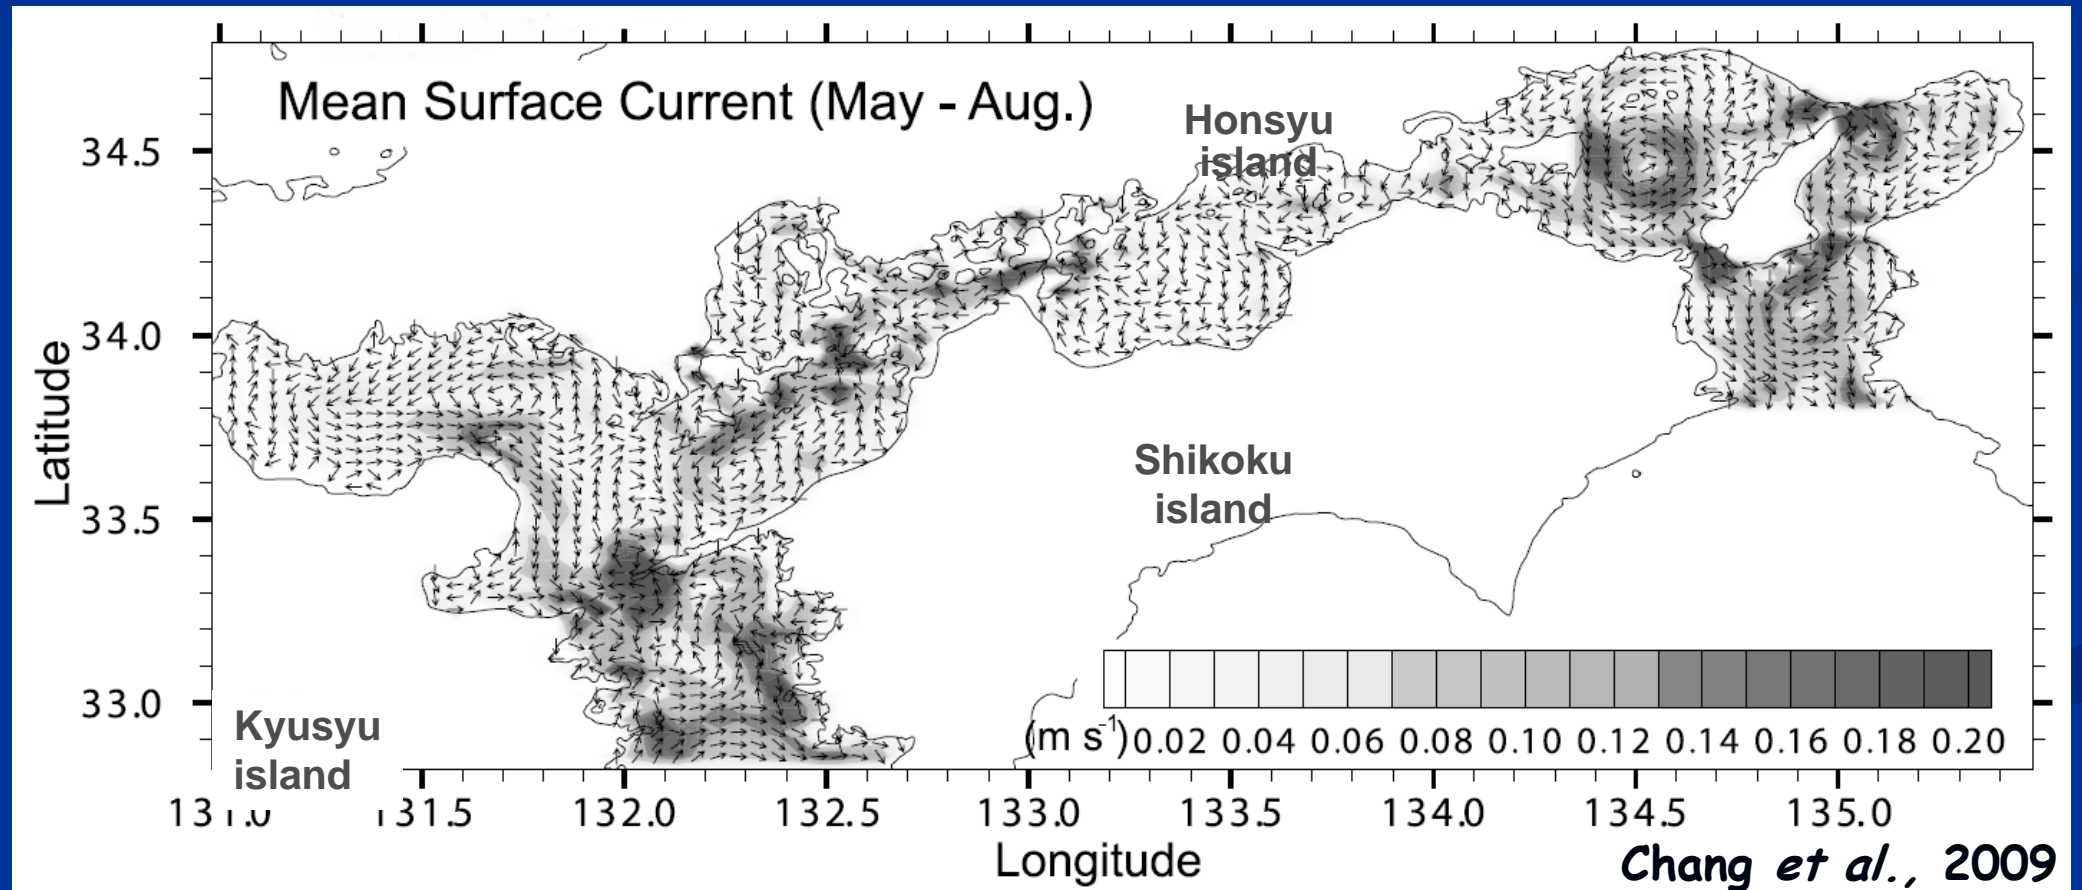 Mean Surface Current (May - Aug.)
Honsyu
island
34.5
34.0
33.5
33.0
Latitude
Shikoku
island
Kyusyu
island
(m s⁻¹) 0.02 0.04 0.06 0.08 0.10 0.12 0.14 0.16 0.18 0.20
131.0 131.5 132.0 132.5 133.0 133.5 134.0 134.5 135.0
Longitude
Chang et al., 2009